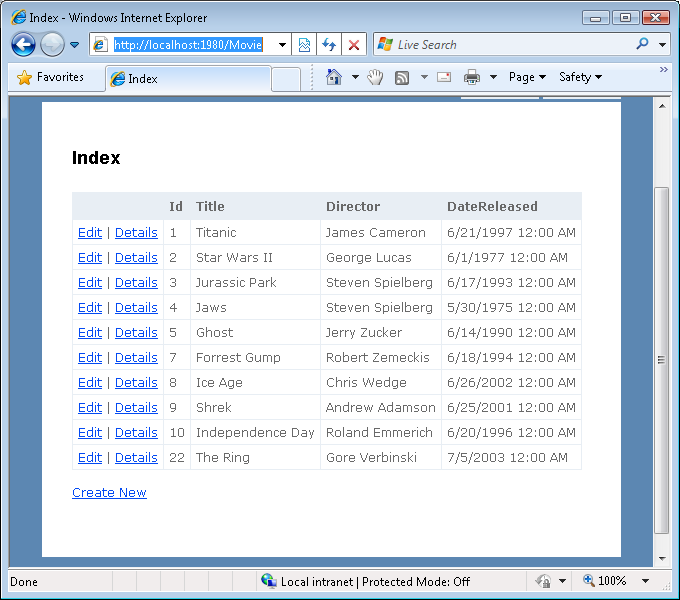 Index - Windows Internet Explorer
http://localhost:1980/Movie Live Search
Favorites Index Page Safety
Index
Id Title Director DateReleased
Edit | Details 1 Titanic James Cameron 6/21/1997 12:00 AM
Edit | Details 2 Star Wars II George Lucas 6/1/1977 12:00 AM
Edit | Details 3 Jurassic Park Steven Spielberg 6/17/1993 12:00 AM
Edit | Details 4 Jaws Steven Spielberg 5/30/1975 12:00 AM
Edit | Details 5 Ghost Jerry Zucker 6/14/1990 12:00 AM
Edit | Details 7 Forrest Gump Robert Zemeckis 6/18/1994 12:00 AM
Edit | Details 8 Ice Age Chris Wedge 6/26/2002 12:00 AM
Edit | Details 9 Shrek Andrew Adamson 6/25/2001 12:00 AM
Edit | Details 10 Independence Day Roland Emmerich 6/20/1996 12:00 AM
Edit | Details 22 The Ring Gore Verbinski 7/5/2003 12:00 AM
Create New
Done Local intranet | Protected Mode: Off 100%